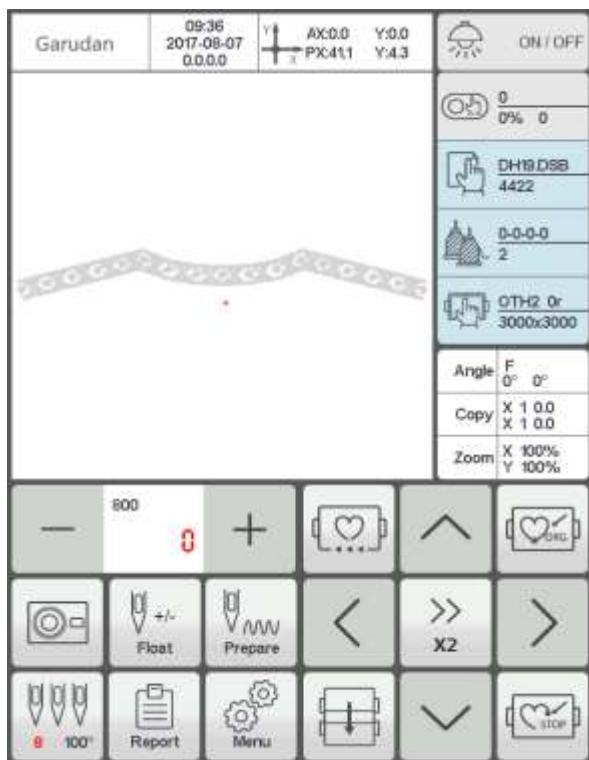 Garudan
09:36
2017-08-07
0.0.0.0
Y
X
AX:0.0 Y:0.0
PX:41.1 Y:4.3
ON / OFF
0
0% 0
DH19.DSB
4422
0-0-0-0
2
OTH2 0r
3000x3000
Angle
F
0° 0°
Copy
X 1 0.0
X 1 0.0
Zoom
X 100%
Y 100%
800
0
ORG
+/-
Float
Prepare
X2
8 100°
Report
Menu
STOP